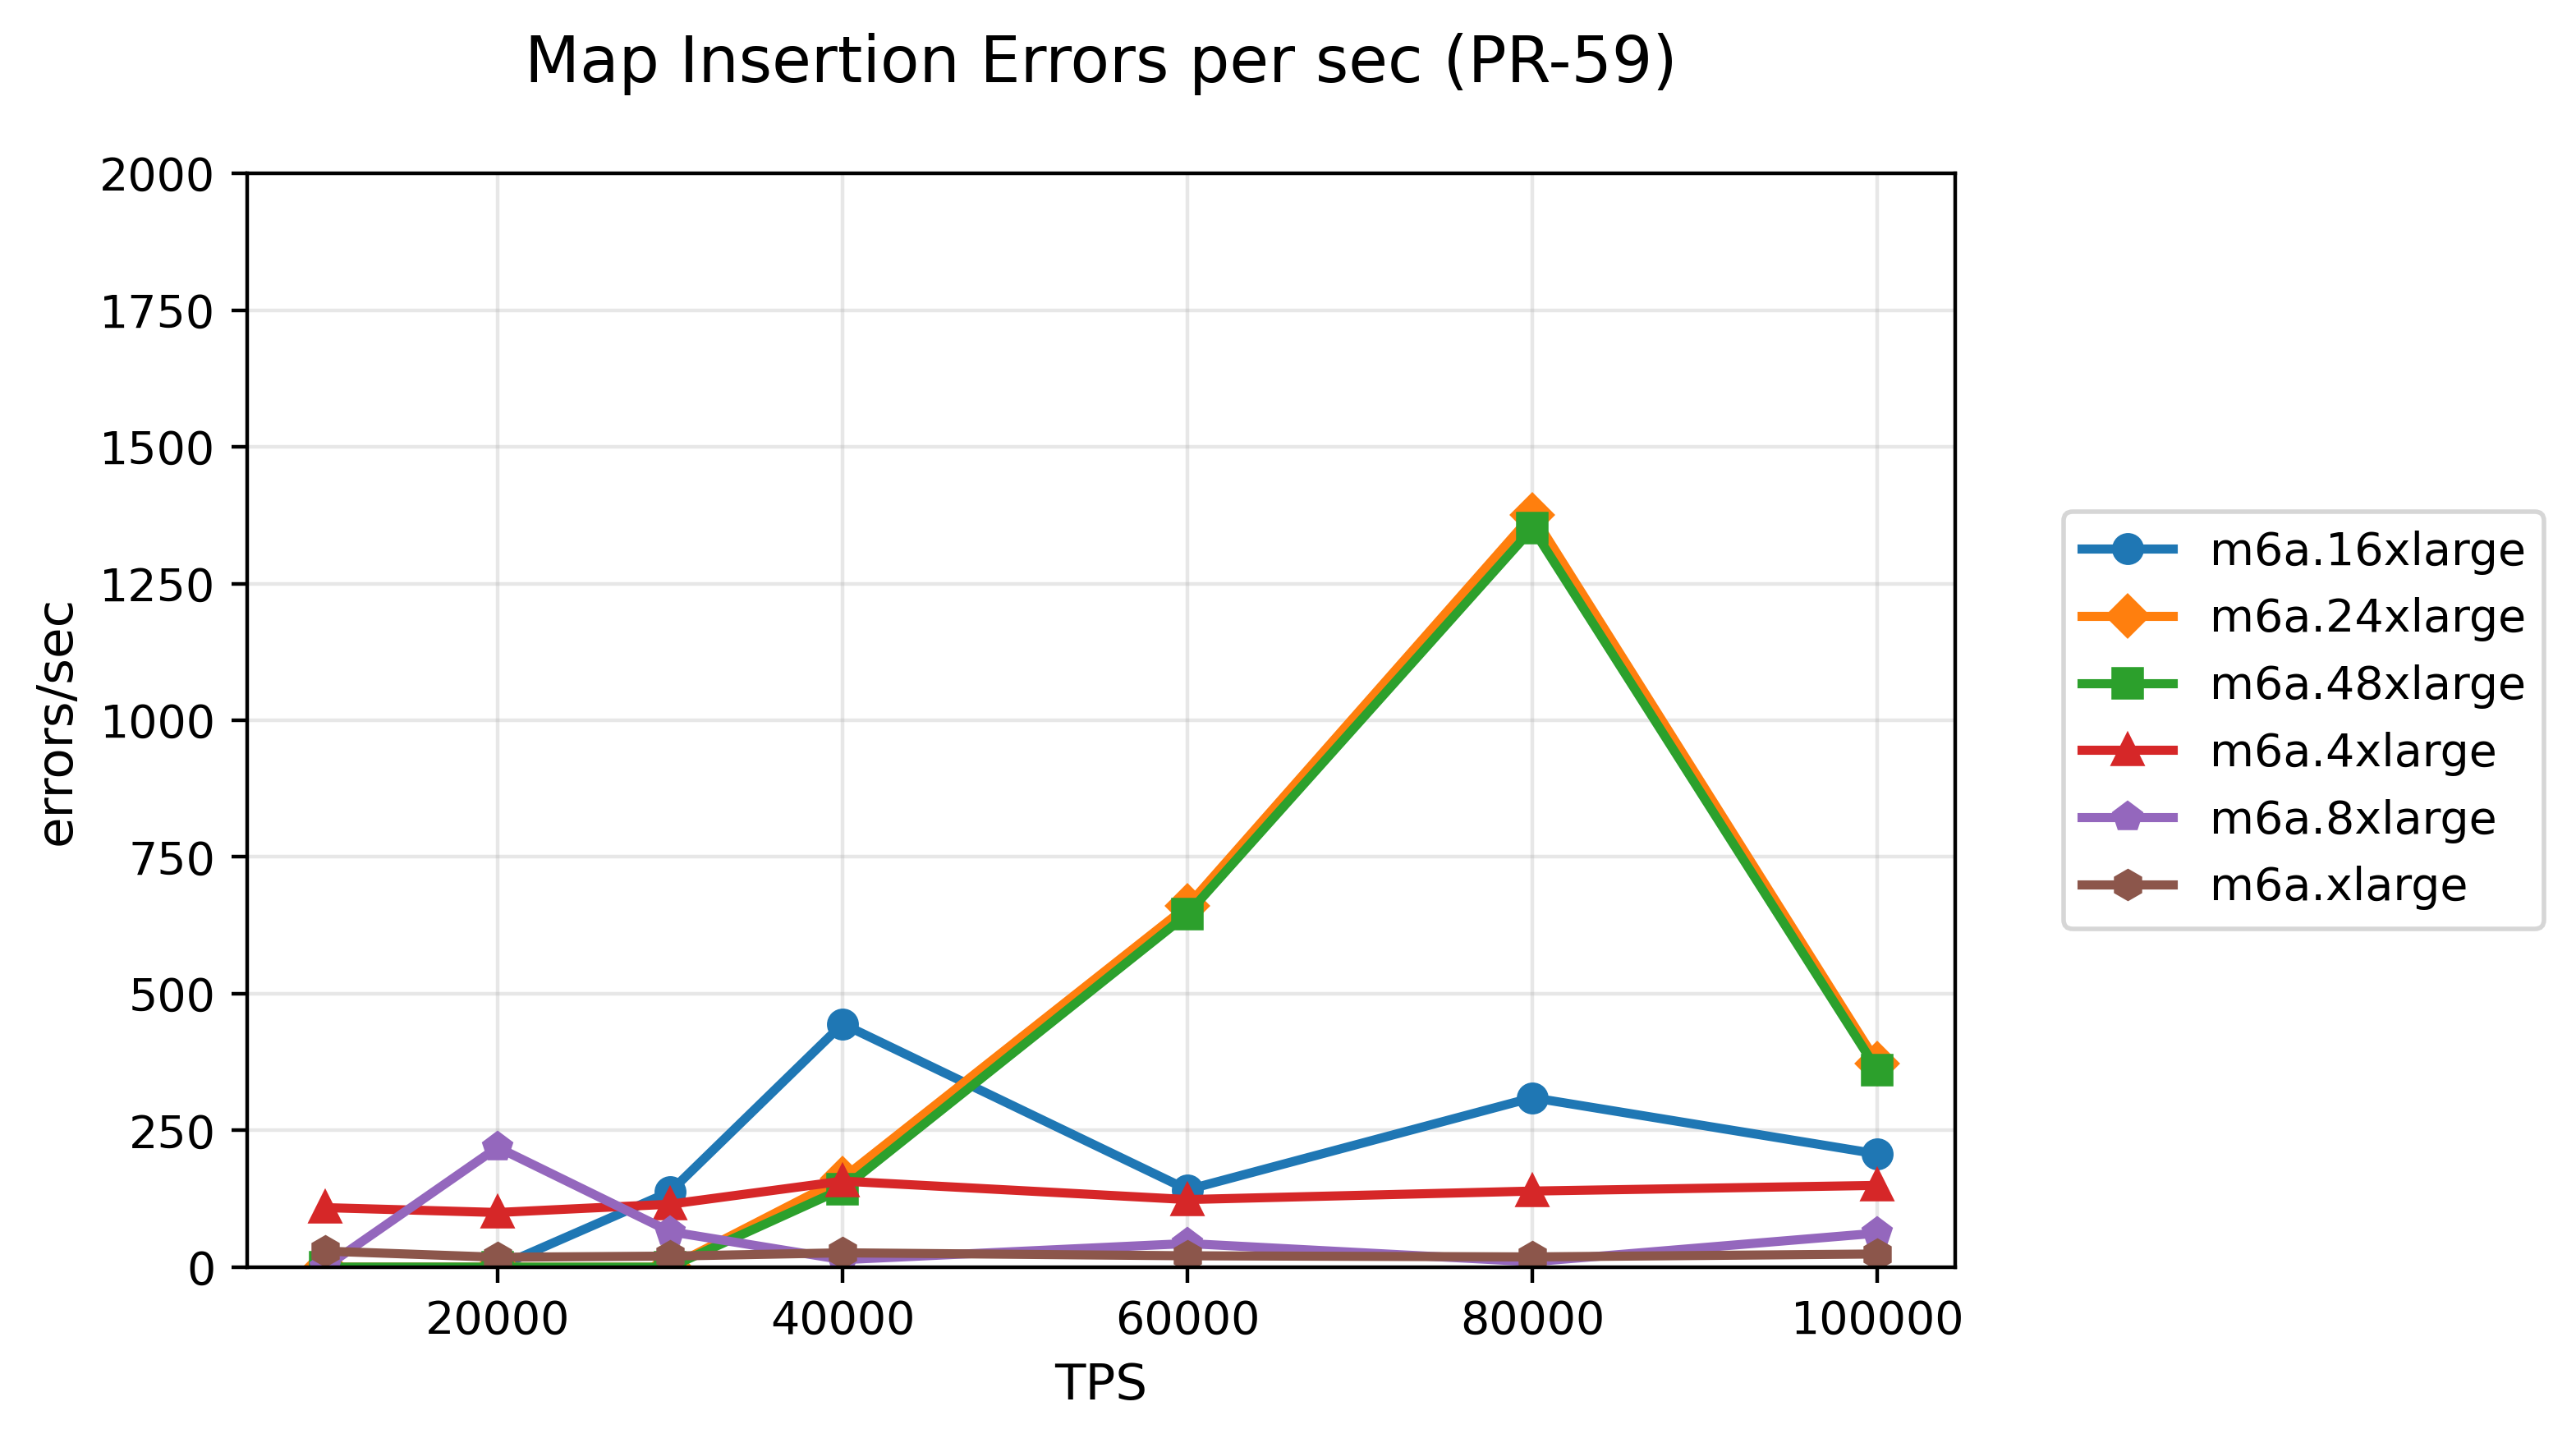 Map Insertion Errors per sec (PR-59)
2000
1750
1500
1250
1000
750
500
250
0
errors/sec
20000
40000
60000
80000
100000
TPS
m6a.16xlarge
m6a.24xlarge
m6a.48xlarge
m6a.4xlarge
m6a.8xlarge
m6a.xlarge